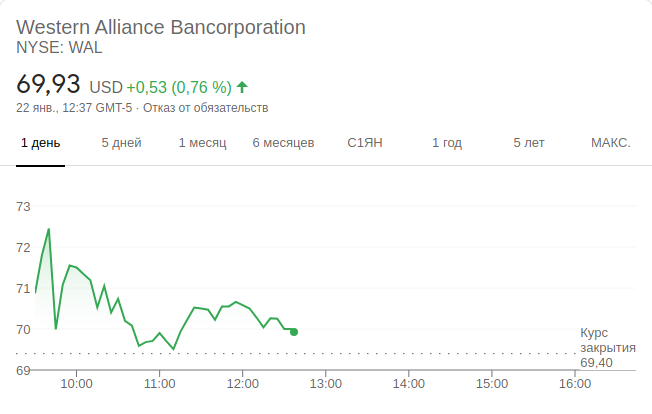 Western Alliance Bancorporation
NYSE: WAL
69,93 USD +0,53 (0,76 %)
22 янв., 12:37 GMT-5 · Отказ от обязательств
1 день 5 дней 1 месяц 6 месяцев С1ЯН 1 год 5 лет МАКС.
73
72
71
70
69
Курс
закрытия
69,40
10:00 11:00 12:00 13:00 14:00 15:00 16:00